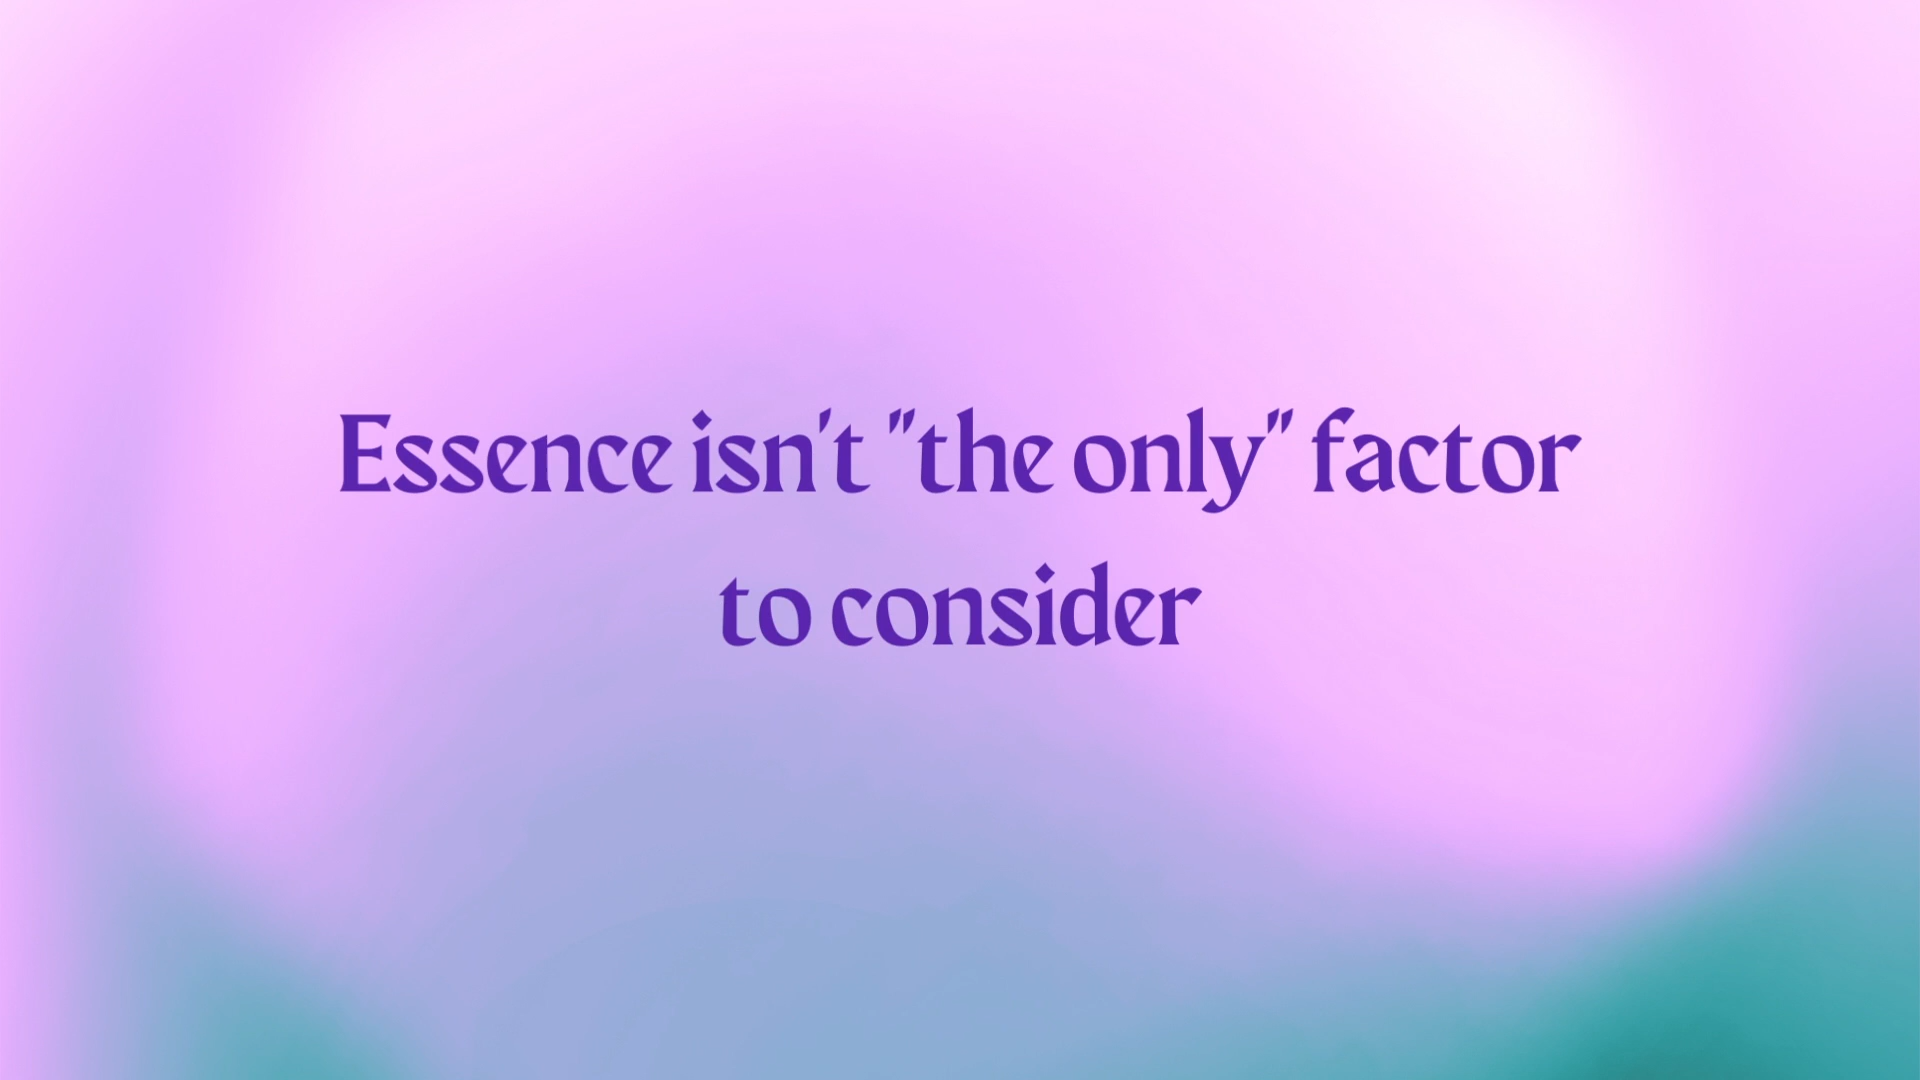 Essence isn't "the only" factor
to consider